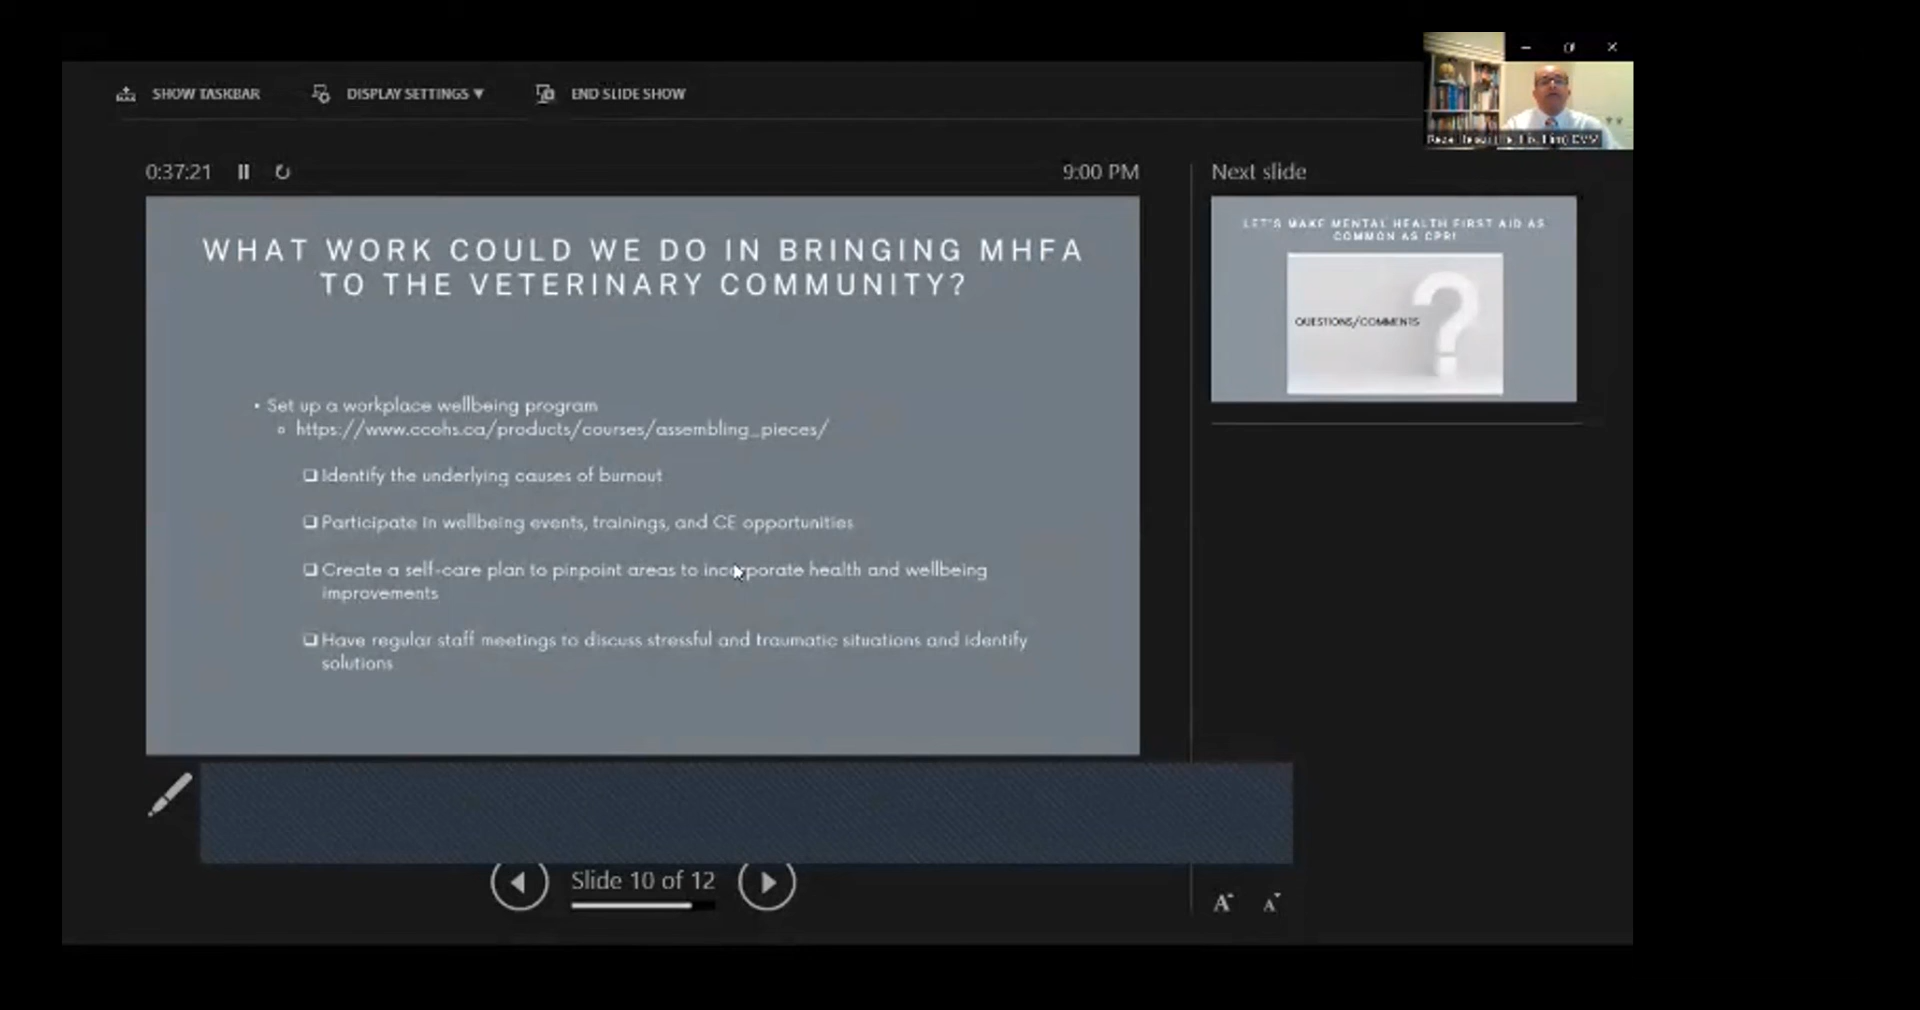 SHOW TASKBAR
DISPLAY SETTINGS ▼
END SLIDE SHOW
0:37:21
9:00 PM
Next slide
WHAT WORK COULD WE DO IN BRINGING MHFA
TO THE VETERINARY COMMUNITY?
• Set up a workplace wellbeing program
https://www.ccohs.ca/products/courses/assembling_pieces/
❑ Identify the underlying causes of burnout
❑ Participate in wellbeing events, trainings, and CE opportunities
❑ Create a self-care plan to pinpoint areas to incorporate health and wellbeing
improvements
❑ Have regular staff meetings to discuss stressful and traumatic situations and identify
solutions
LET'S MAKE MENTAL HEALTH FIRST AID AS
COMMON AS CPR!
QUESTIONS/COMMENTS
?
Slide 10 of 12
A A
DVM